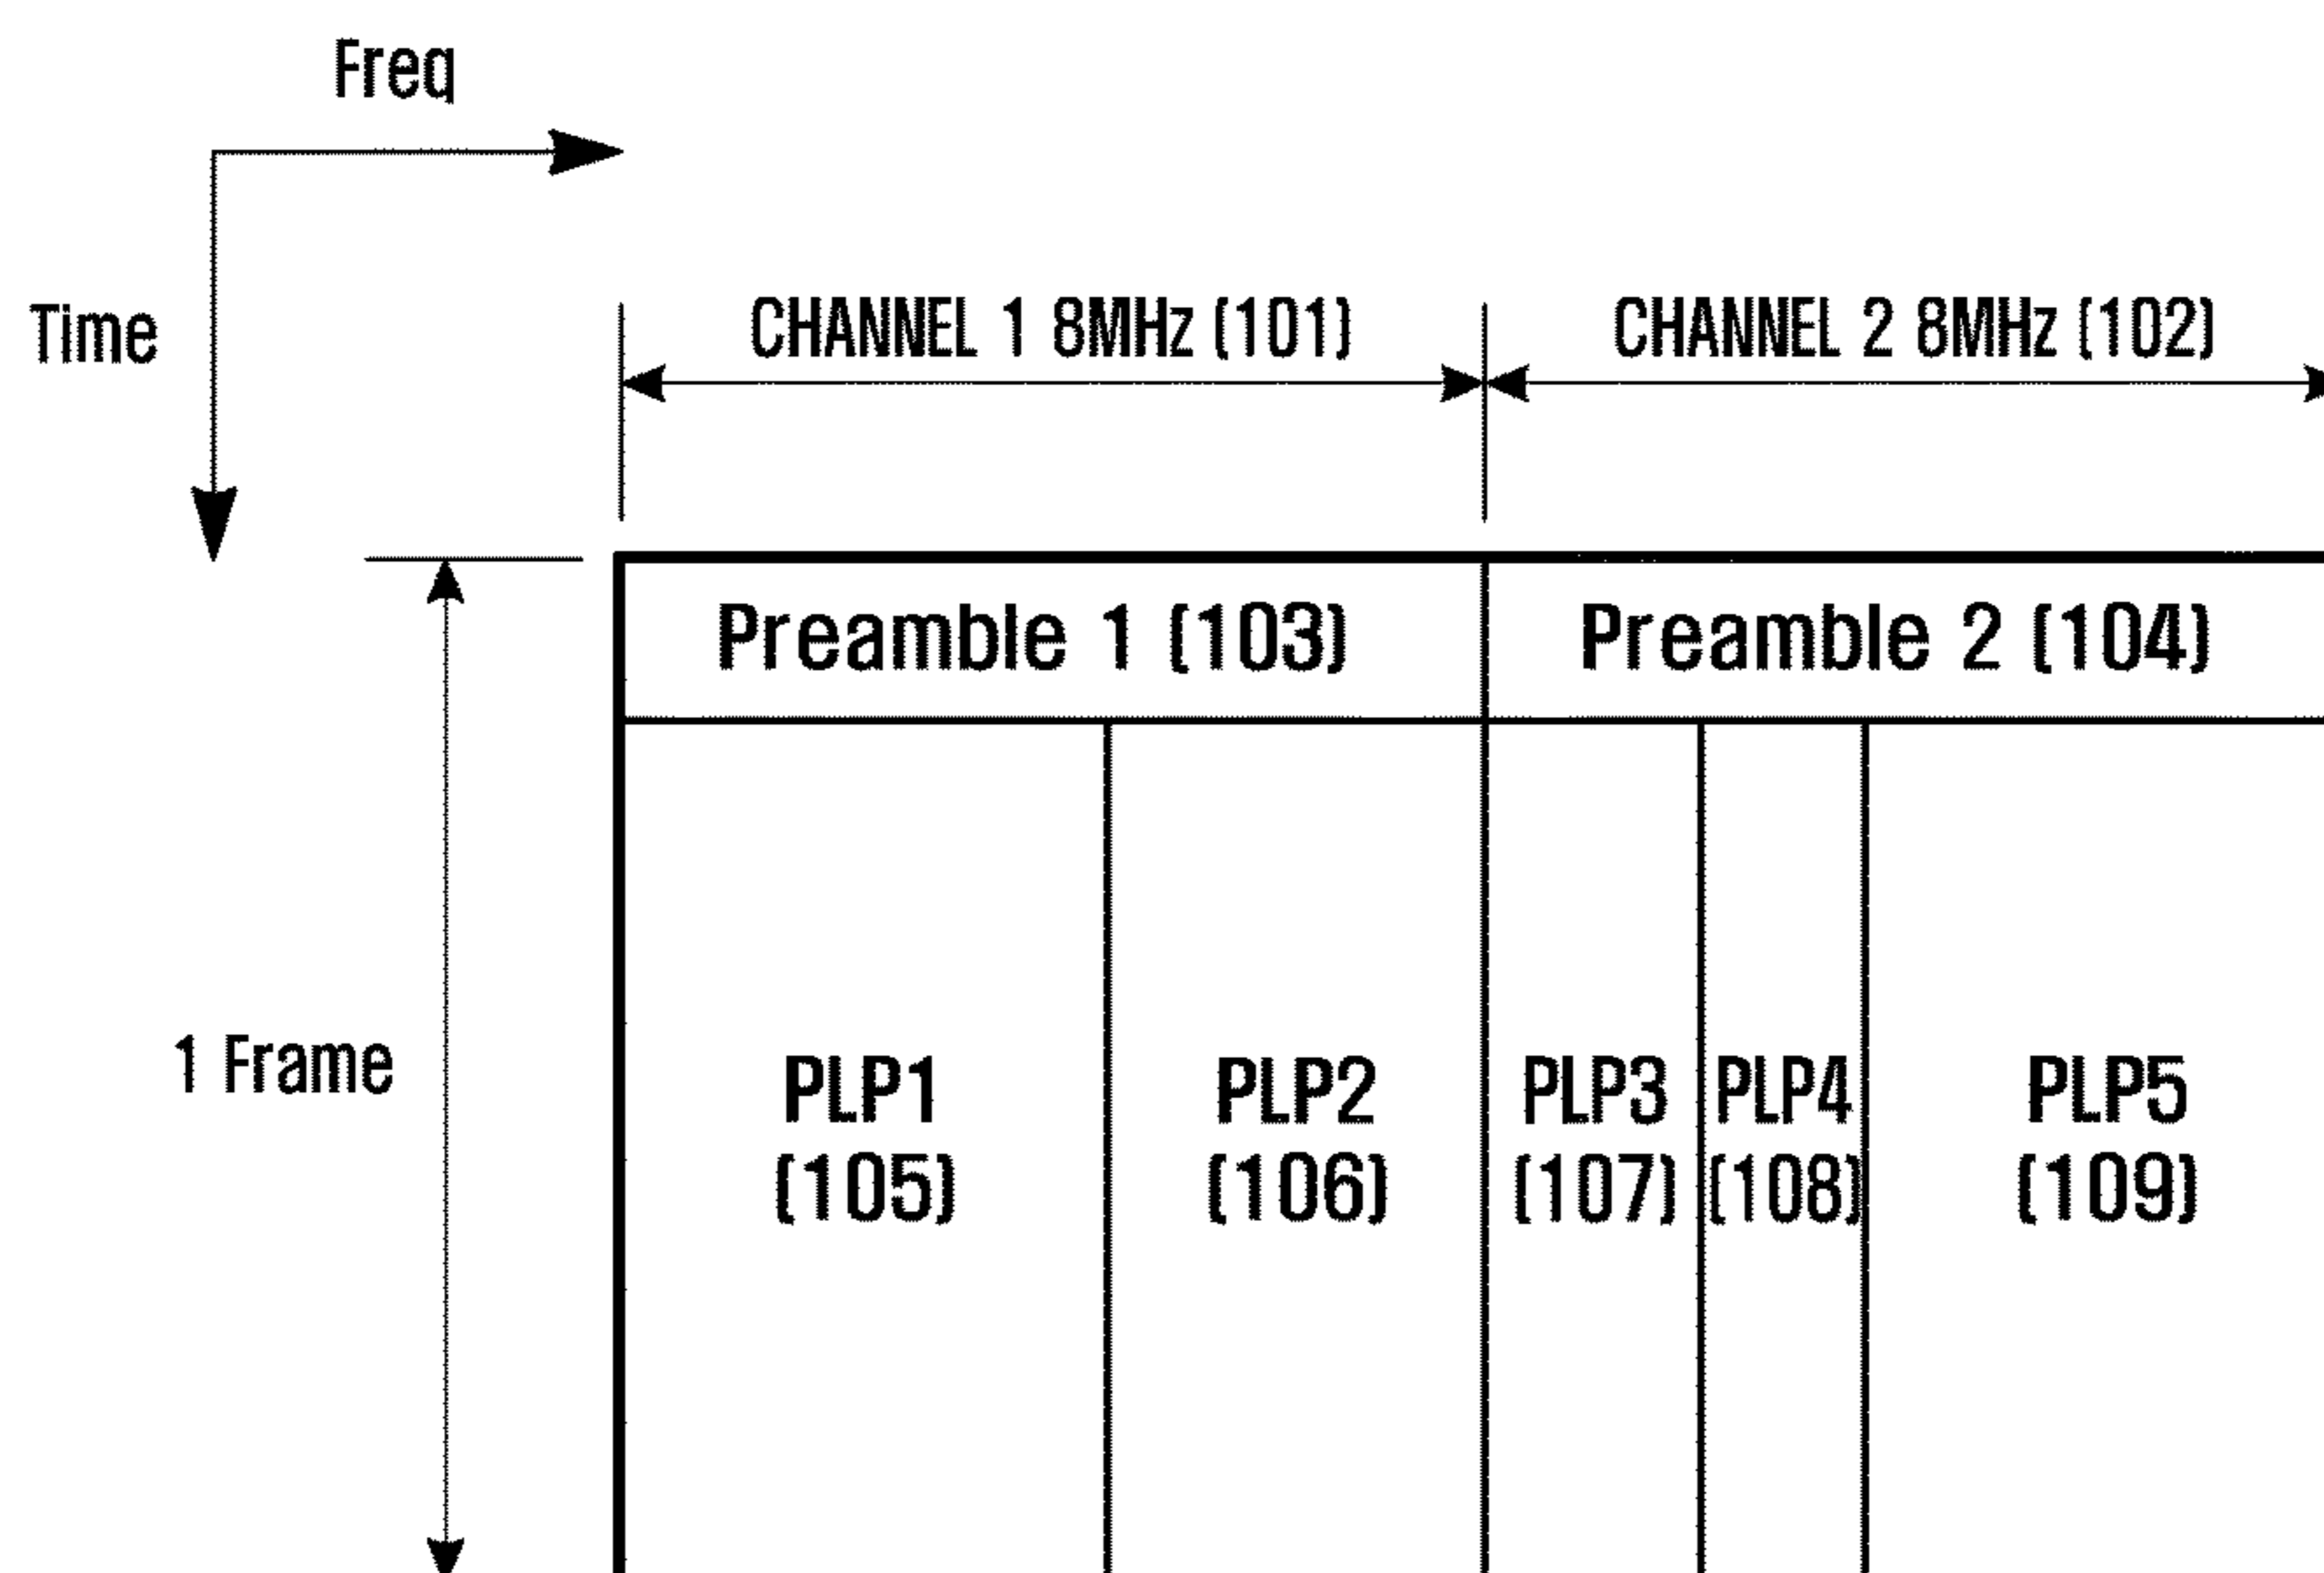 Freq
Time
CHANNEL 1 8MHz (101)
CHANNEL 2 8MHz (102)
Preamble 1 (103)
Preamble 2 (104)
1 Frame
PLP1
(105)
PLP2
(106)
PLP3
(107)
PLP4
(108)
PLP5
(109)